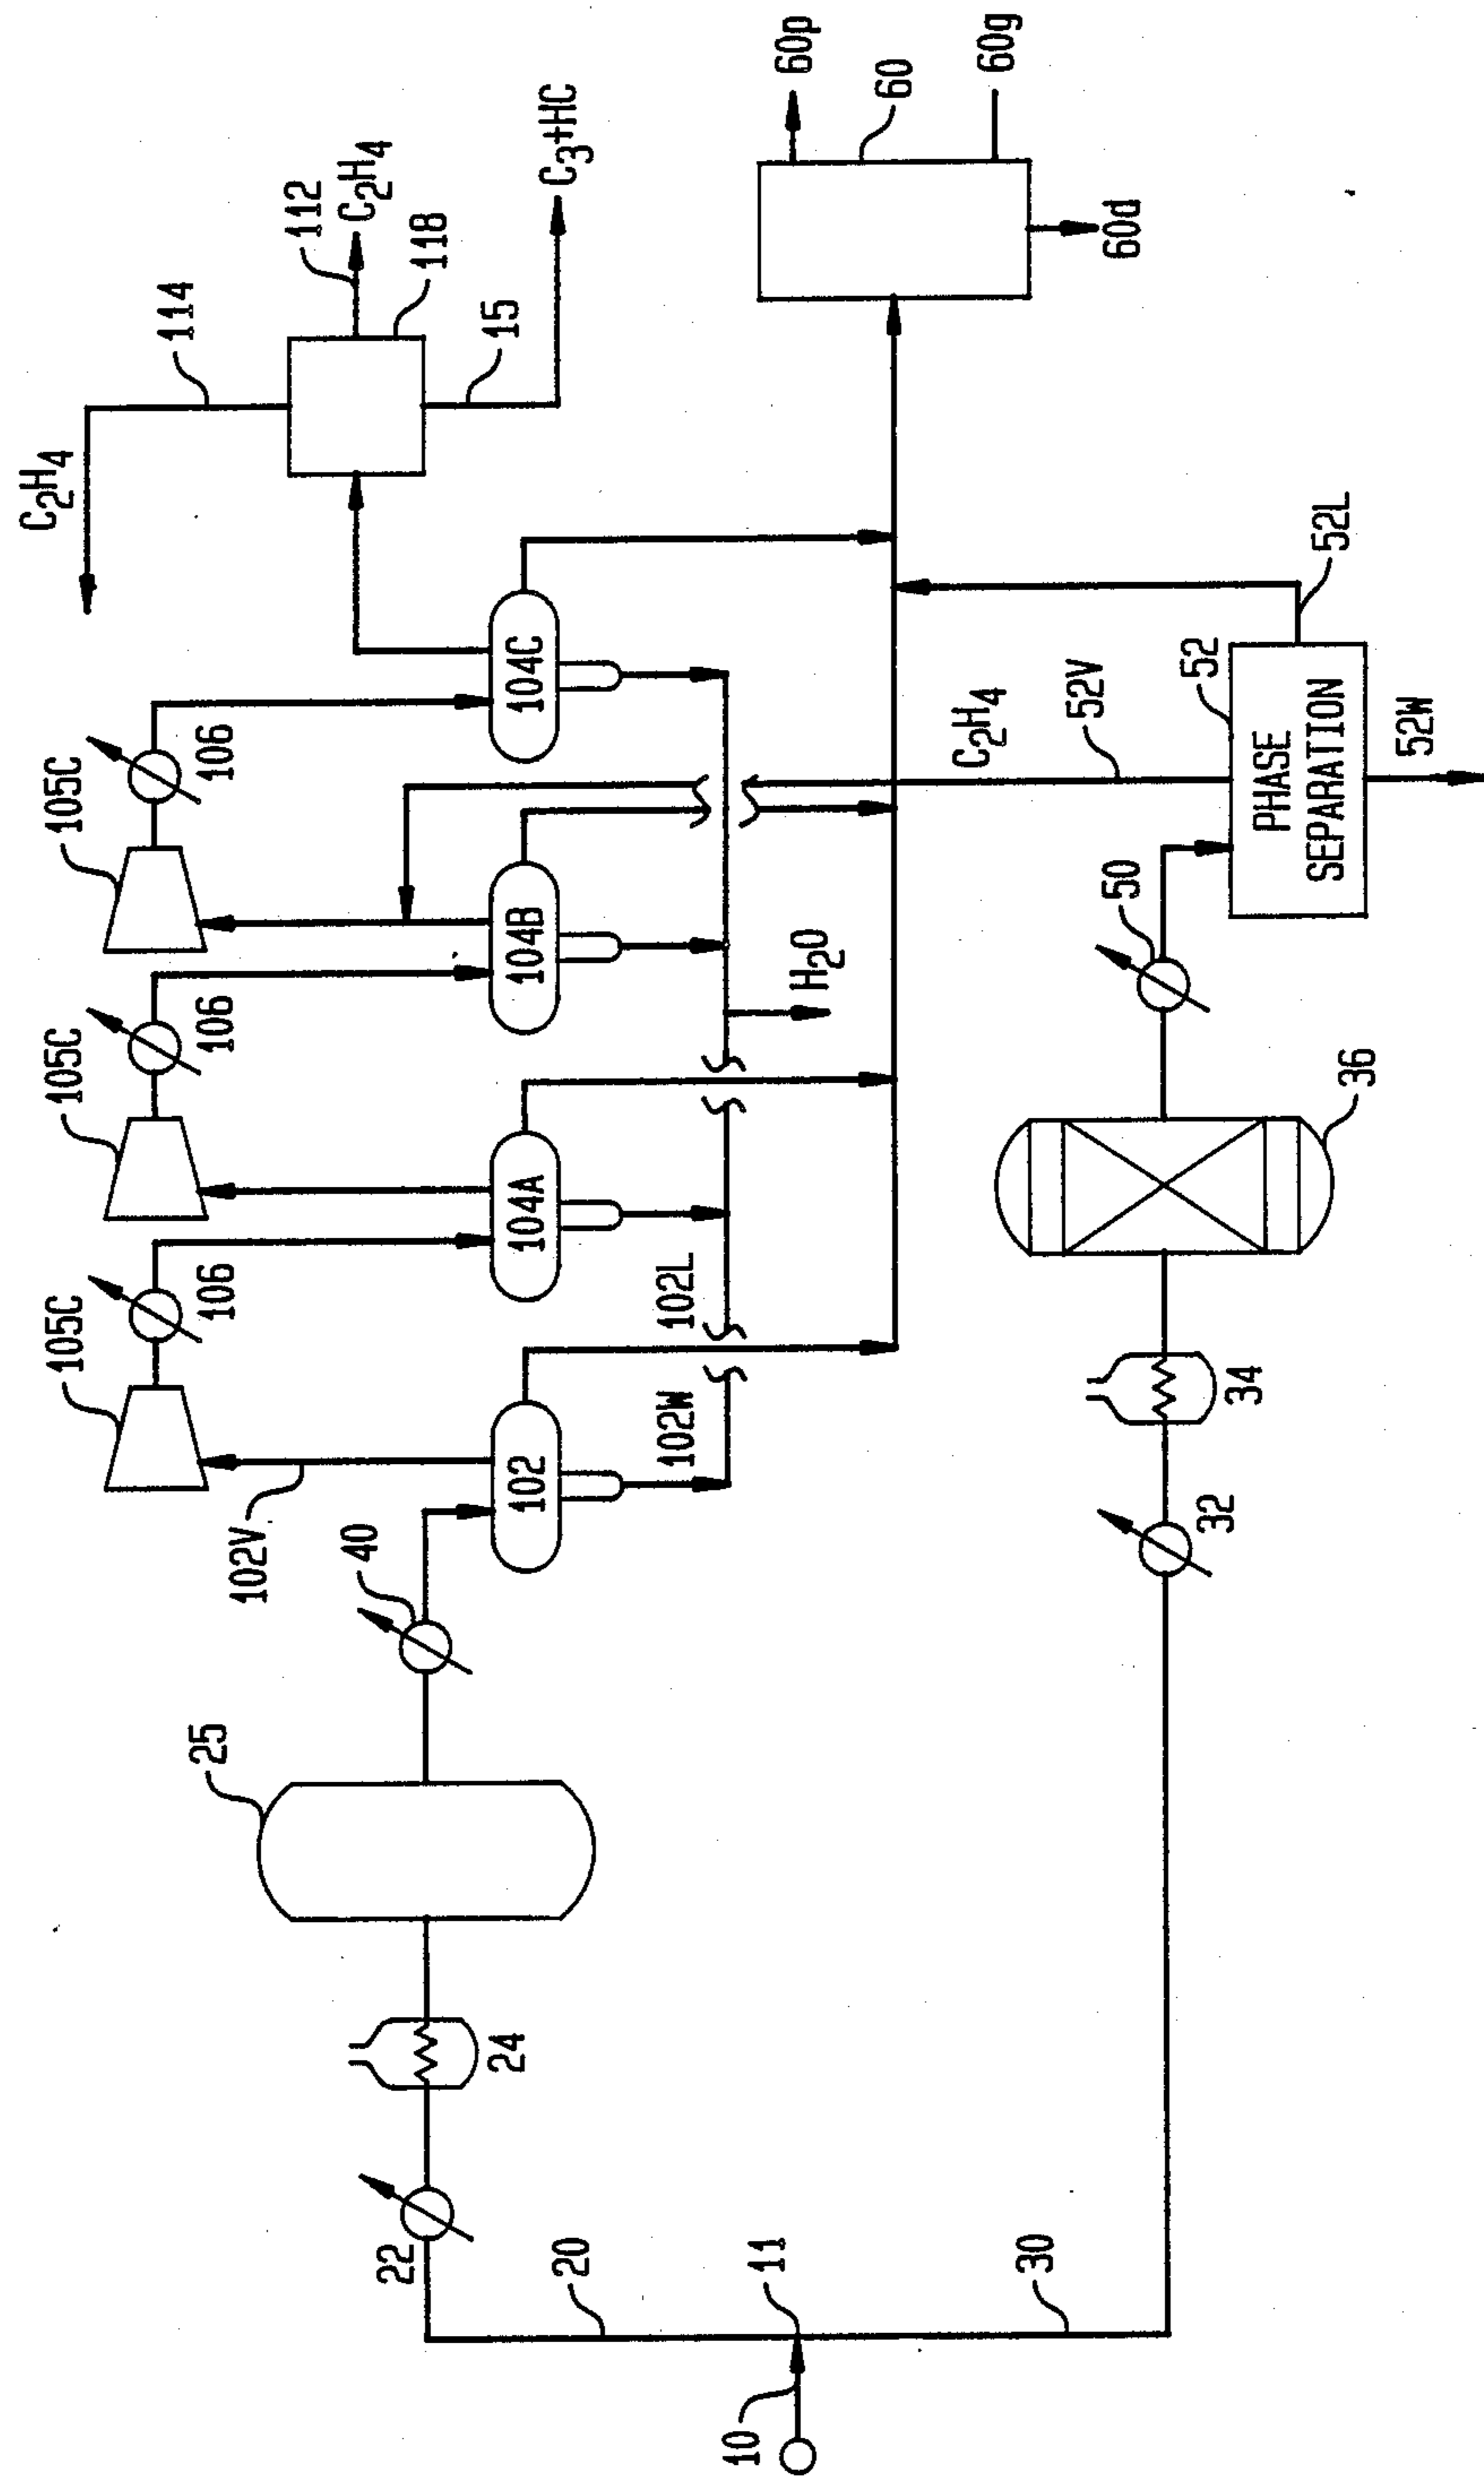 C2H4
114
112
C2H4
118
15
C3+HC
60p
60
60g
60d
105C
106
105C
106
105C
106
102V
102
104A
104B
104C
102W
102L
H2O
C2H4
52V
52
PHASE
SEPARATION
52L
52W
50
36
34
32
40
25
24
22
20
11
10
30